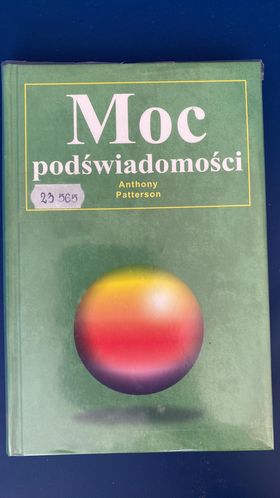 Moc
podświadomości
Anthony
Patterson
23 565